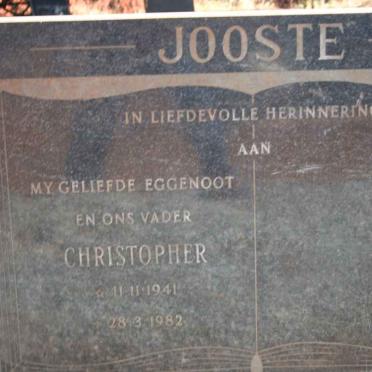 JOOSTE
IN LIEFDEVOLLE HERINNERING
AAN
MY GELIEFDE EGGENOOT
EN ONS VADER
CHRISTOPHER
11·11·1941
28·3·1982